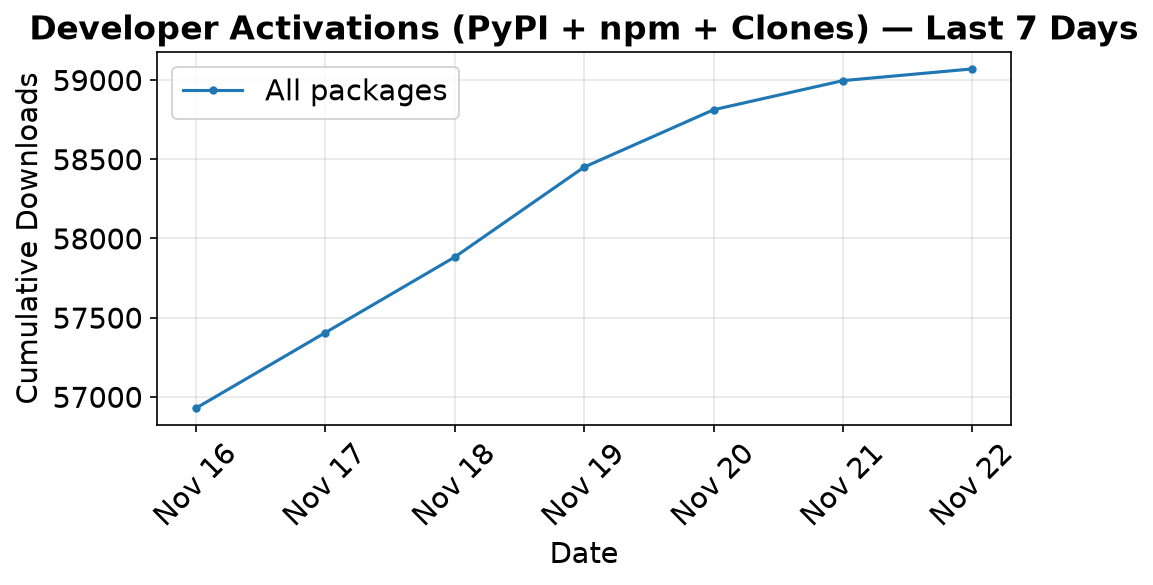 Developer Activations (PyPI + npm + Clones) — Last 7 Days
All packages
Cumulative Downloads
59000
58500
58000
57500
57000
Nov 16
Nov 17
Nov 18
Nov 19
Nov 20
Nov 21
Nov 22
Date